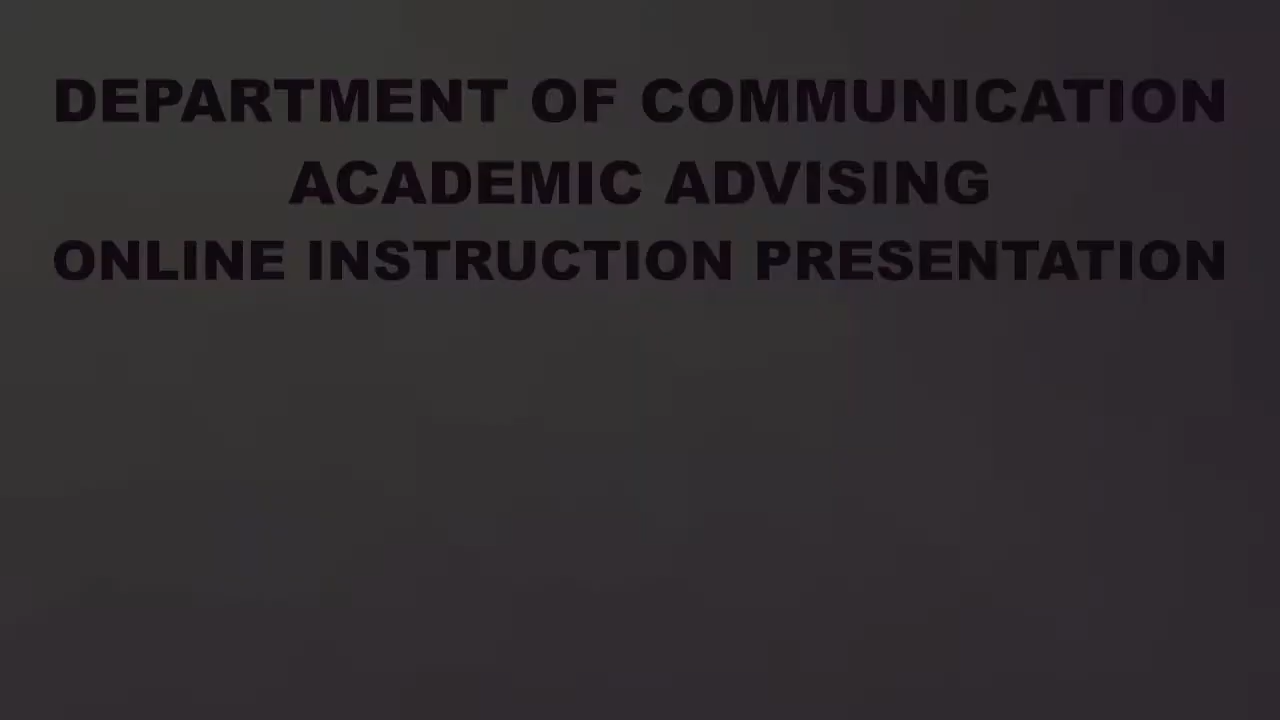 DEPARTMENT OF COMMUNICATION
ACADEMIC ADVISING
ONLINE INSTRUCTION PRESENTATION